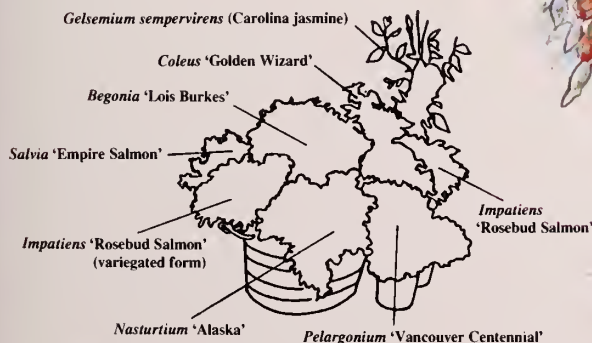 Gelsemium sempervirens (Carolina jasmine)
Coleus ‘Golden Wizard’
Begonia ‘Lois Burkes’
Salvia ‘Empire Salmon’
Impatiens
‘Rosebud Salmon’
Impatiens ‘Rosebud Salmon’
(variegated form)
Nasturtium ‘Alaska’
Pelargonium ‘Vancouver Centennial’